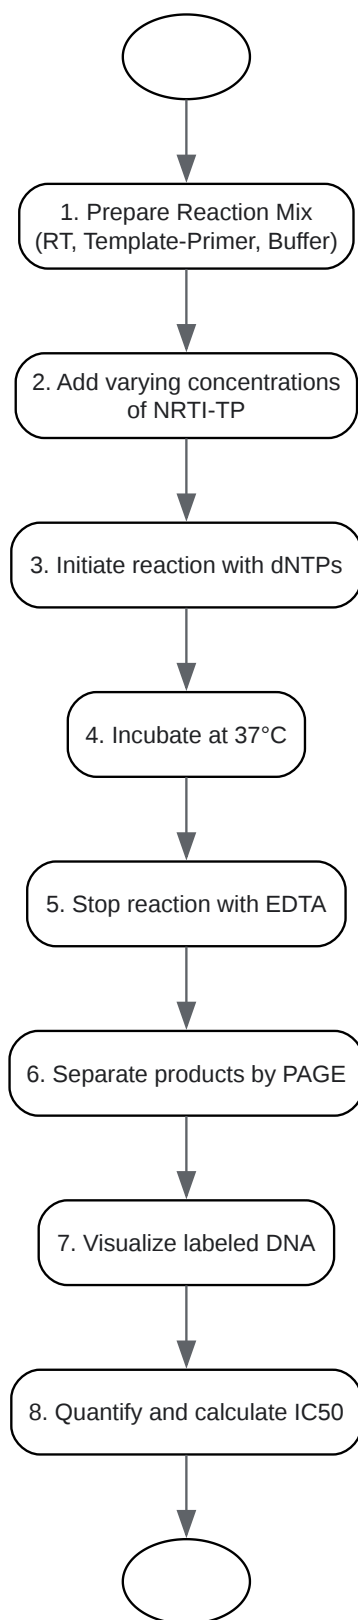 1. Prepare Reaction Mix
(RT, Template-Primer, Buffer)
2. Add varying concentrations
of NRTI-TP
3. Initiate reaction with dNTPs
4. Incubate at 37°C
5. Stop reaction with EDTA
6. Separate products by PAGE
7. Visualize labeled DNA
8. Quantify and calculate IC50